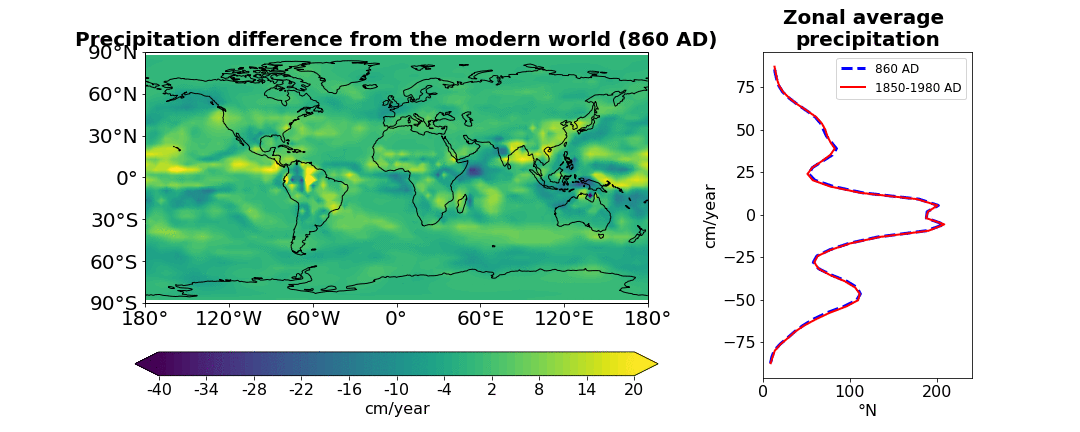 Precipitation difference from the modern world (860 AD)
90°N
60°N
30°N
0°
30°S
60°S
90°S
180° 120°W 60°W 0° 60°E 120°E 180°
-40 -34 -28 -22 -16 -10 -4 2 8 14 20
cm/year
Zonal average
precipitation
860 AD
1850-1980 AD
75
50
25
0
−25
−50
−75
cm/year
0 100 200
°N